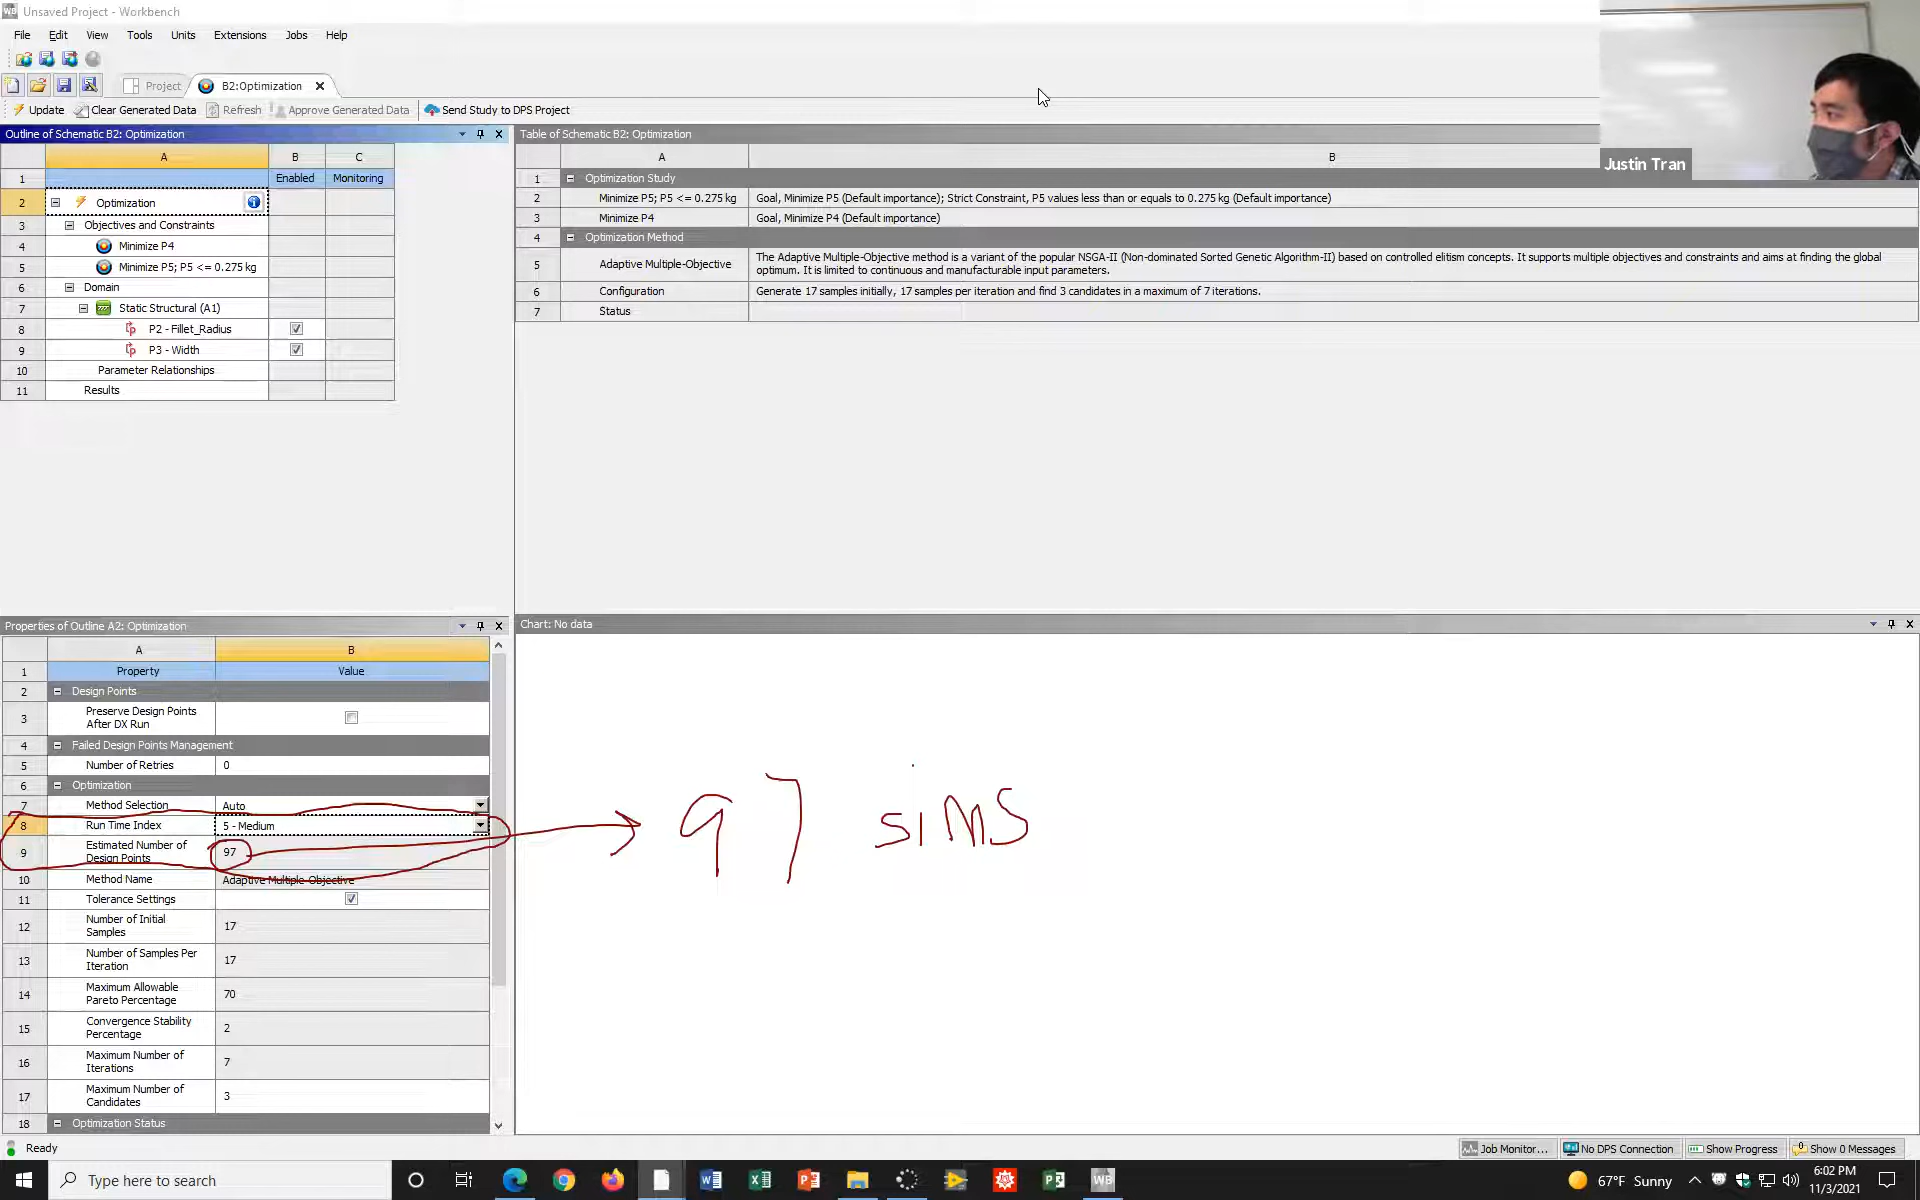 Unsaved Project - Workbench
File Edit View Tools Units Extensions Jobs Help
Project B2:Optimization
Update Clear Generated Data Refresh Approve Generated Data Send Study to DPS Project
Outline of Schematic B2: Optimization
A B C
1 Enabled Monitoring
2 Optimization
3 Objectives and Constraints
4 Minimize P4
5 Minimize P5; P5 <= 0.275 kg
6 Domain
7 Static Structural (A1)
8 P2 - Fillet_Radius
9 P3 - Width
10 Parameter Relationships
11 Results
Table of Schematic B2: Optimization
A B
1 Optimization Study
2 Minimize P5; P5 <= 0.275 kg Goal, Minimize P5 (Default importance); Strict Constraint, P5 values less than or equals to 0.275 kg (Default importance)
3 Minimize P4 Goal, Minimize P4 (Default importance)
4 Optimization Method
5 Adaptive Multiple-Objective The Adaptive Multiple-Objective method is a variant of the popular NSGA-II (Non-dominated Sorted Genetic Algorithm-II) based on controlled elitism concepts. It supports multiple objectives and constraints and aims at finding the global
optimum. It is limited to continuous and manufacturable input parameters.
6 Configuration Generate 17 samples initially, 17 samples per iteration and find 3 candidates in a maximum of 7 iterations.
7 Status
Justin Tran
Properties of Outline A2: Optimization
A B
1 Property Value
2 Design Points
3 Preserve Design Points
After DX Run
4 Failed Design Points Management
5 Number of Retries 0
6 Optimization
7 Method Selection Auto
8 Run Time Index 5 - Medium
9 Estimated Number of
Design Points 97
10 Method Name Adaptive Multiple-Objective
11 Tolerance Settings
12 Number of Initial
Samples 17
13 Number of Samples Per
Iteration 17
14 Maximum Allowable
Pareto Percentage 70
15 Convergence Stability
Percentage 2
16 Maximum Number of
Iterations 7
17 Maximum Number of
Candidates 3
18 Optimization Status
Chart: No data
97 siMS
Ready
Job Monitor... No DPS Connection Show Progress Show 0 Messages
Type here to search
67°F Sunny
6:02 PM
11/3/2021